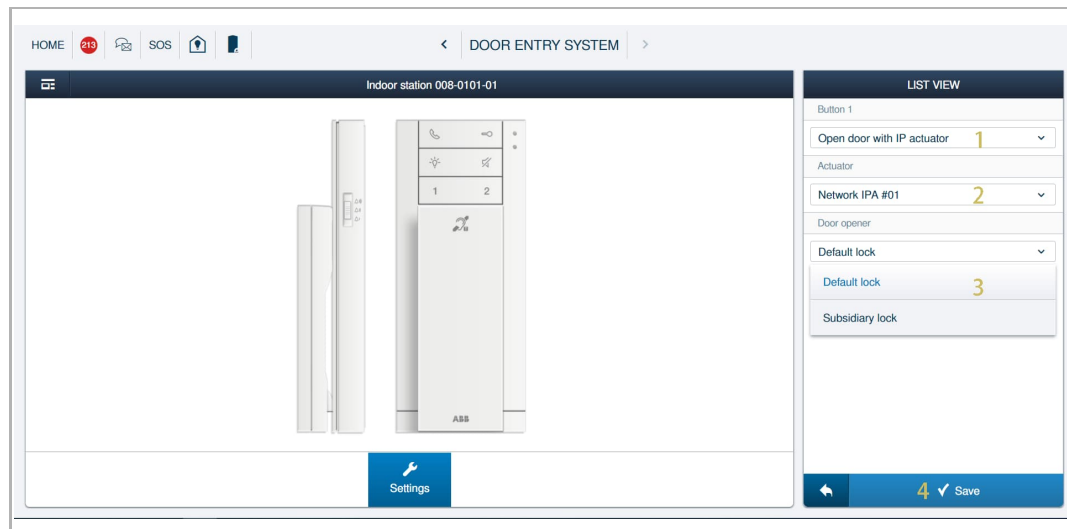 HOME 213 SOS DOOR ENTRY SYSTEM
Indoor station 008-0101-01
1 2
ABB
Settings
LIST VIEW
Button 1
Open door with IP actuator 1
Actuator
Network IPA #01 2
Door opener
Default lock
Default lock 3
Subsidiary lock
4 Save